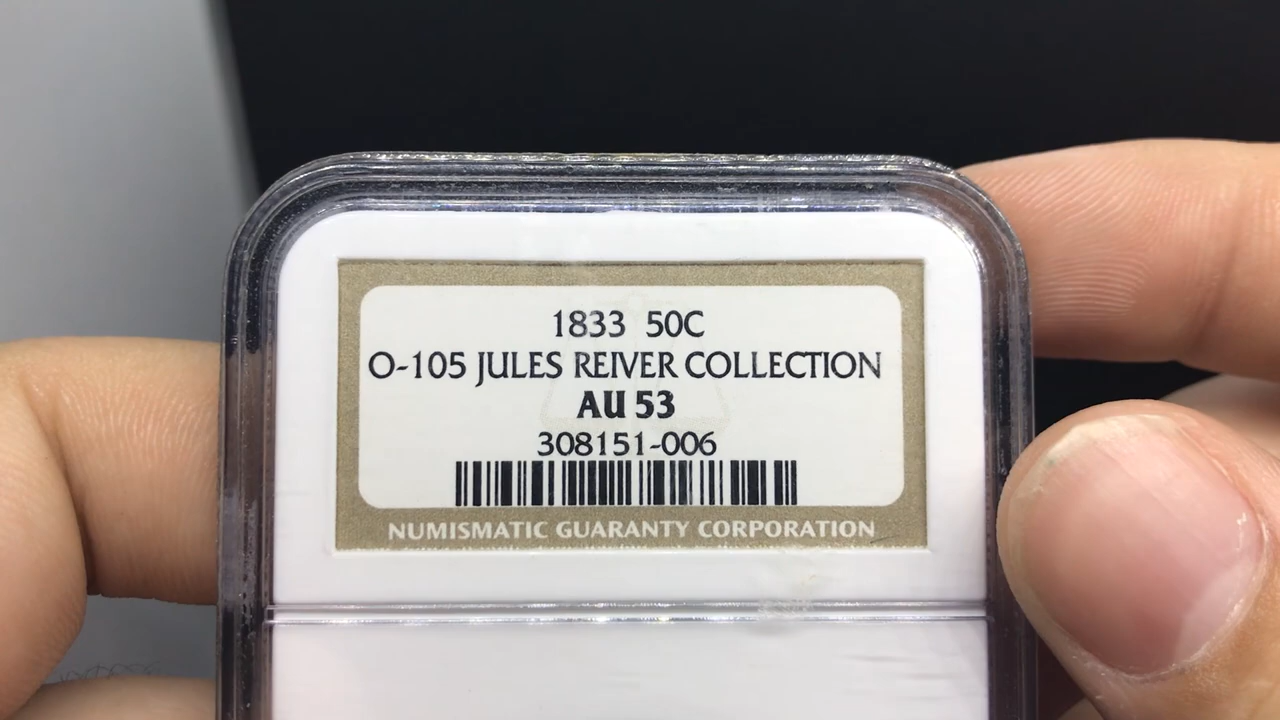 1833 50C
O-105 JULES REIVER COLLECTION
AU 53
308151-006
NUMISMATIC GUARANTY CORPORATION